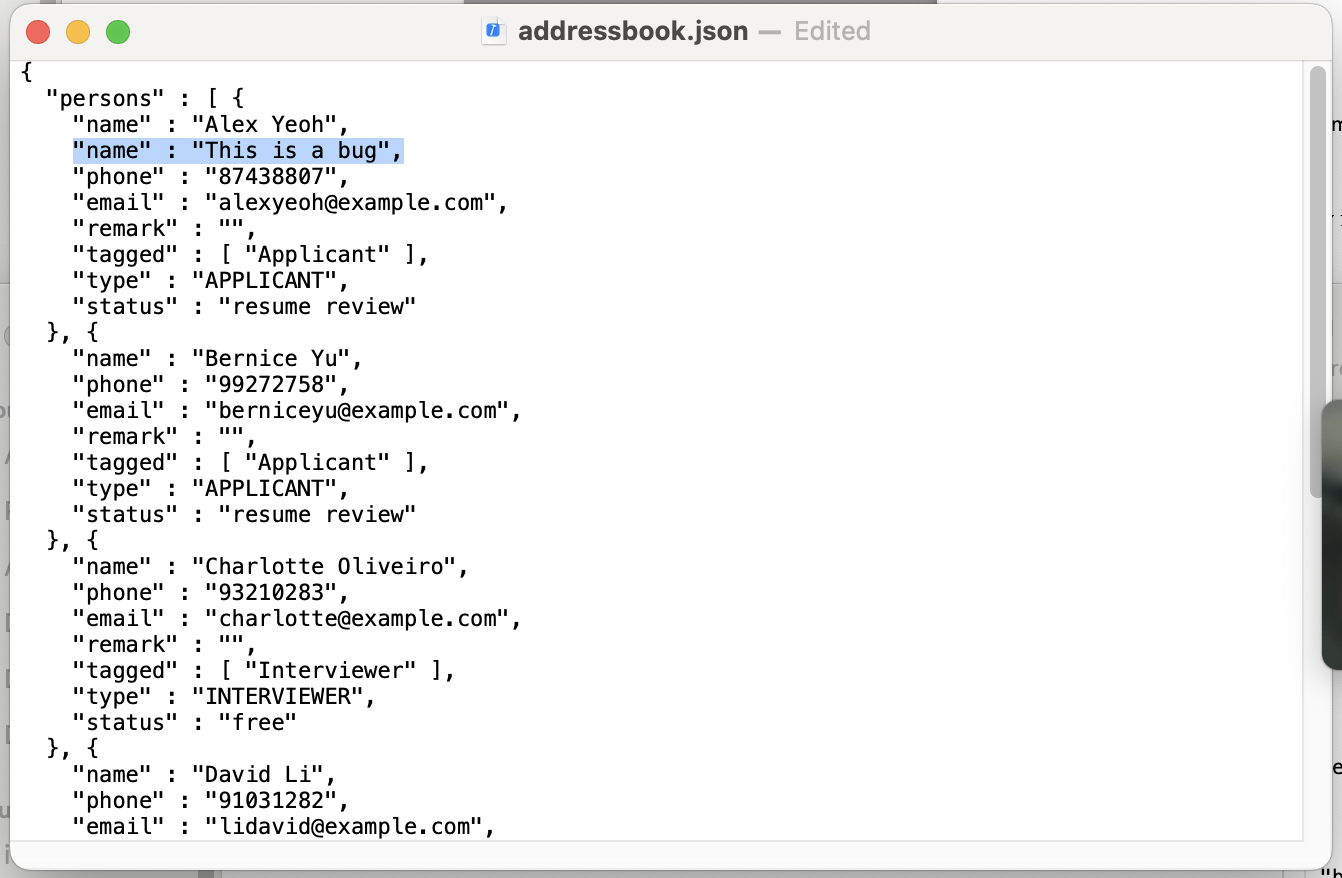 addressbook.json — Edited
{
"persons" : [ {
"name" : "Alex Yeoh",
"name" : "This is a bug",
"phone" : "87438807",
"email" : "alexyeoh@example.com",
"remark" : "",
"tagged" : [ "Applicant" ],
"type" : "APPLICANT",
"status" : "resume review"
}, {
"name" : "Bernice Yu",
"phone" : "99272758",
"email" : "berniceyu@example.com",
"remark" : "",
"tagged" : [ "Applicant" ],
"type" : "APPLICANT",
"status" : "resume review"
}, {
"name" : "Charlotte Oliveiro",
"phone" : "93210283",
"email" : "charlotte@example.com",
"remark" : "",
"tagged" : [ "Interviewer" ],
"type" : "INTERVIEWER",
"status" : "free"
}, {
"name" : "David Li",
"phone" : "91031282",
"email" : "lidavid@example.com",